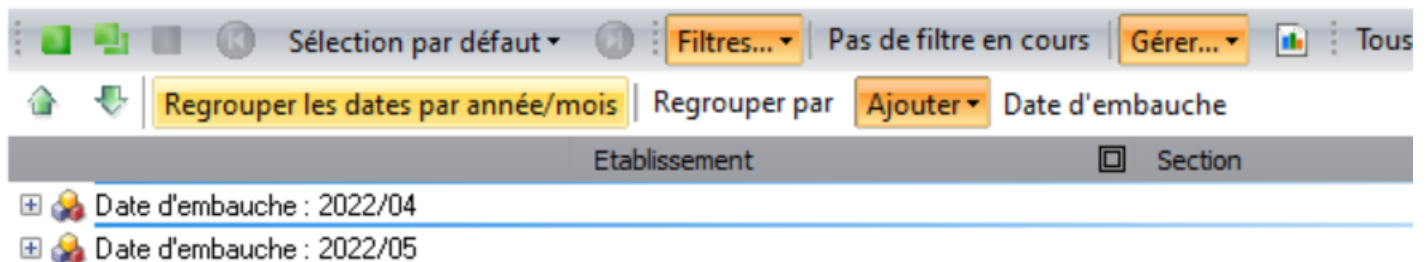 Sélection par défaut Filtres... Pas de filtre en cours Gérer... Tous
Regrouper les dates par année/mois Regrouper par Ajouter Date d'embauche
Etablissement Section
Date d'embauche : 2022/04
Date d'embauche : 2022/05